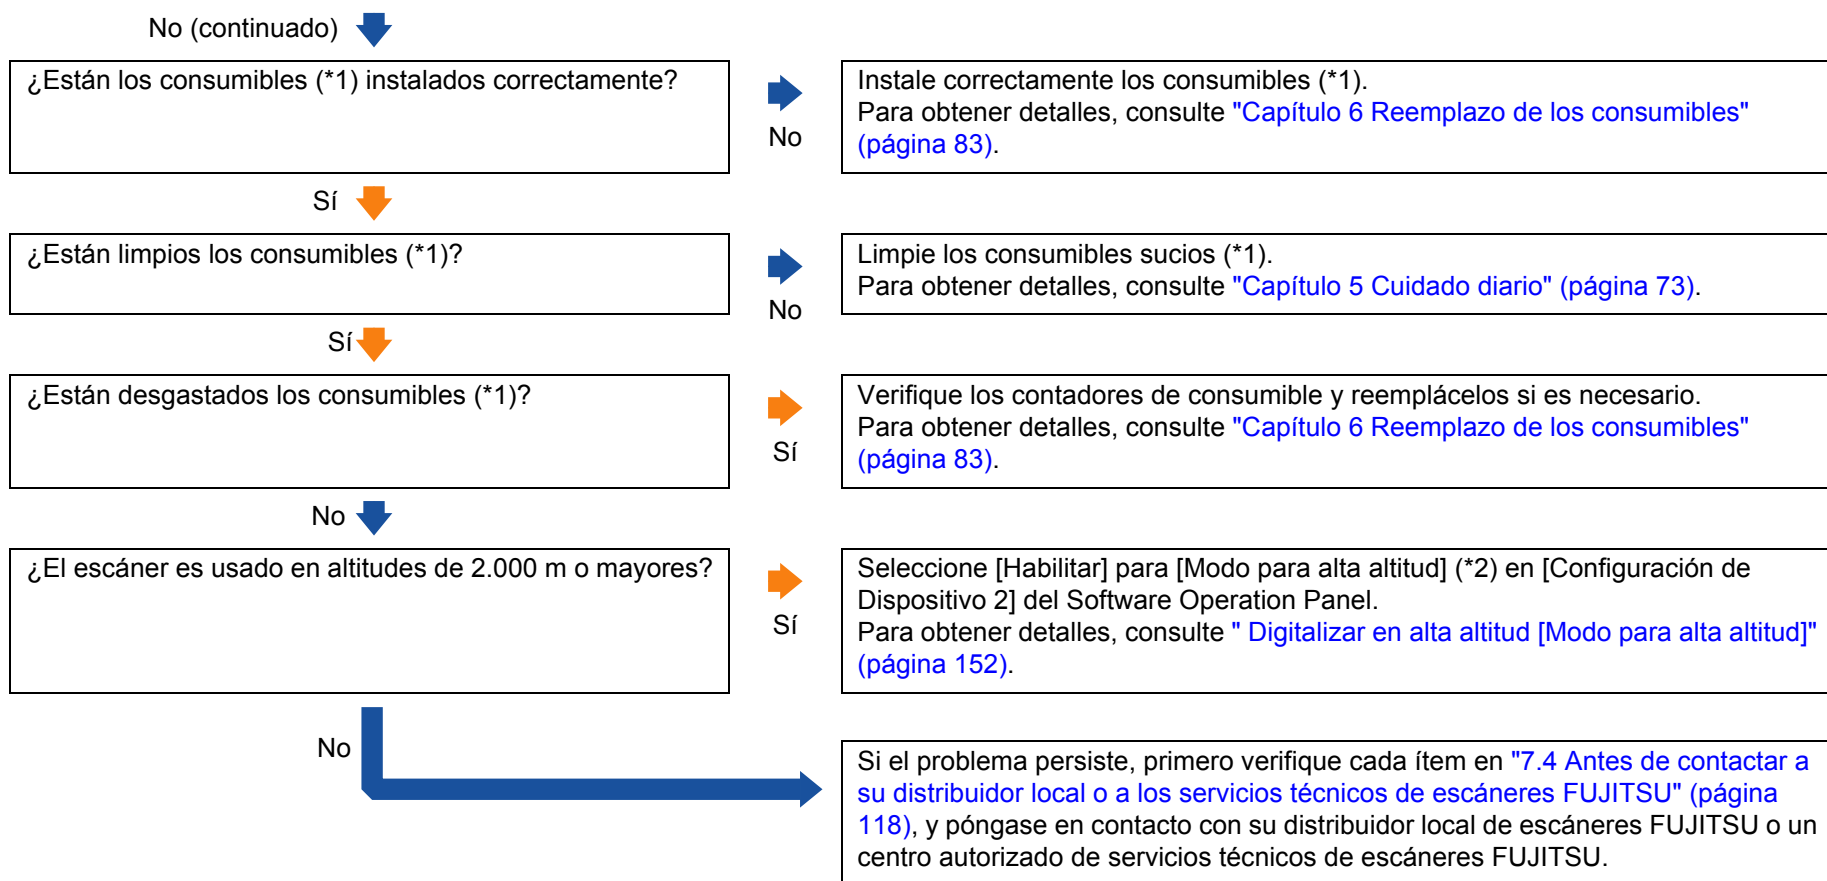 No (continuado)
¿Están los consumibles (*1) instalados correctamente?
No
Instale correctamente los consumibles (*1).
Para obtener detalles, consulte "Capítulo 6 Reemplazo de los consumibles"
(página 83).
Sí
¿Están limpios los consumibles (*1)?
No
Limpie los consumibles sucios (*1).
Para obtener detalles, consulte "Capítulo 5 Cuidado diario" (página 73).
Sí
¿Están desgastados los consumibles (*1)?
Sí
Verifique los contadores de consumible y reemplácelos si es necesario.
Para obtener detalles, consulte "Capítulo 6 Reemplazo de los consumibles"
(página 83).
No
¿El escáner es usado en altitudes de 2.000 m o mayores?
Sí
Seleccione [Habilitar] para [Modo para alta altitud] (*2) en [Configuración de
Dispositivo 2] del Software Operation Panel.
Para obtener detalles, consulte " Digitalizar en alta altitud [Modo para alta altitud]"
(página 152).
No
Si el problema persiste, primero verifique cada ítem en "7.4 Antes de contactar a
su distribuidor local o a los servicios técnicos de escáneres FUJITSU" (página
118), y póngase en contacto con su distribuidor local de escáneres FUJITSU o un
centro autorizado de servicios técnicos de escáneres FUJITSU.